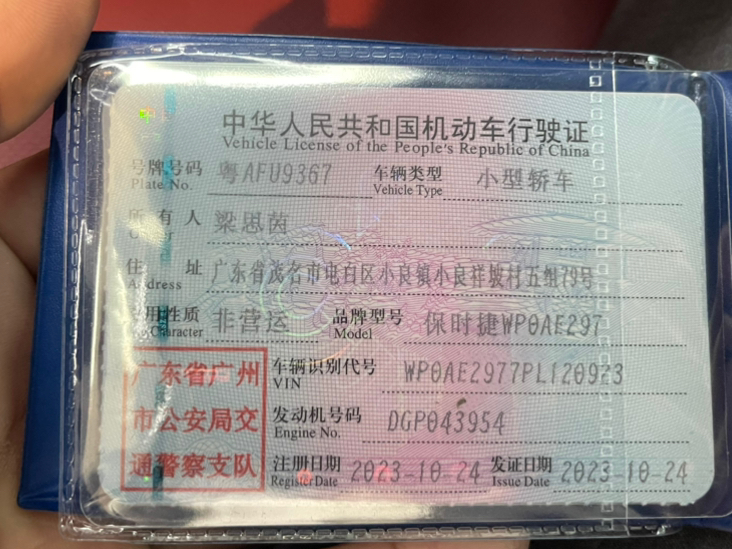 中华人民共和国机动车行驶证
Vehicle License of the People's Republic of China
号牌号码 粤AFU9367 车辆类型 小型轿车
Plate No. Vehicle Type
所有人 梁思茵
住址 广东省茂名市电白区小良镇小良祥坡村五组79号
Address
用性质 非营运 品牌型号 保时捷WP0AE297
Character Model
广东省广州 车辆识别代号 WP0AE2977PL120923
VIN
市公安局交 发动机号码 DGP043954
Engine No.
通警察支队 注册日期 2023-10-24 发证日期 2023-10-24
Register Date Issue Date